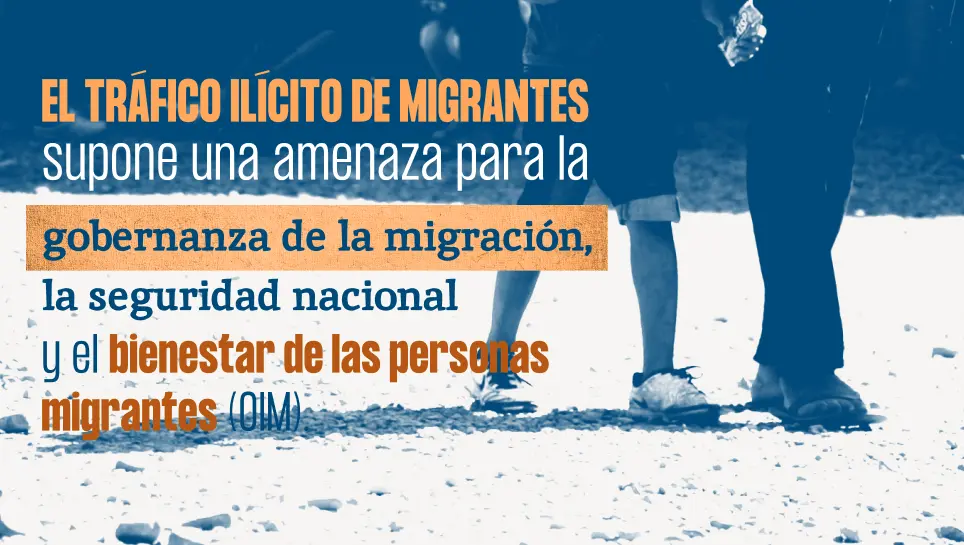 EL TRÁFICO ILÍCITO DE MIGRANTES
supone una amenaza para la
gobernanza de la migración,
la seguridad nacional
y el bienestar de las personas
migrantes (OIM)